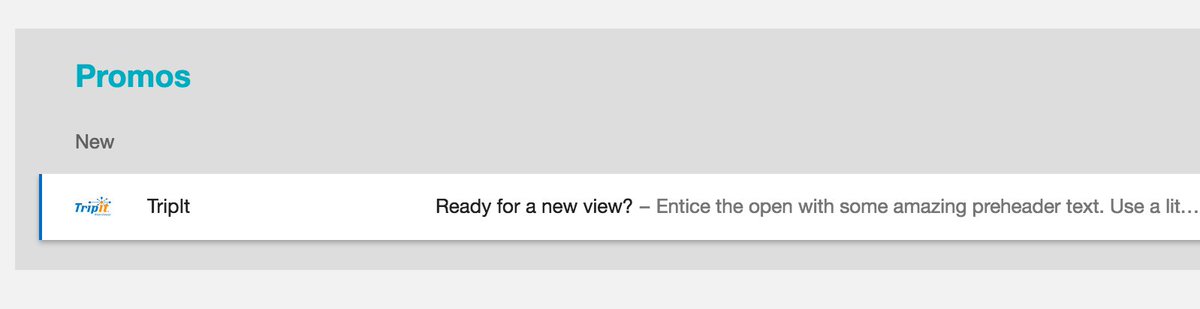 Promos
New
TripIt TripIt Ready for a new view? – Entice the open with some amazing preheader text. Use a lit…